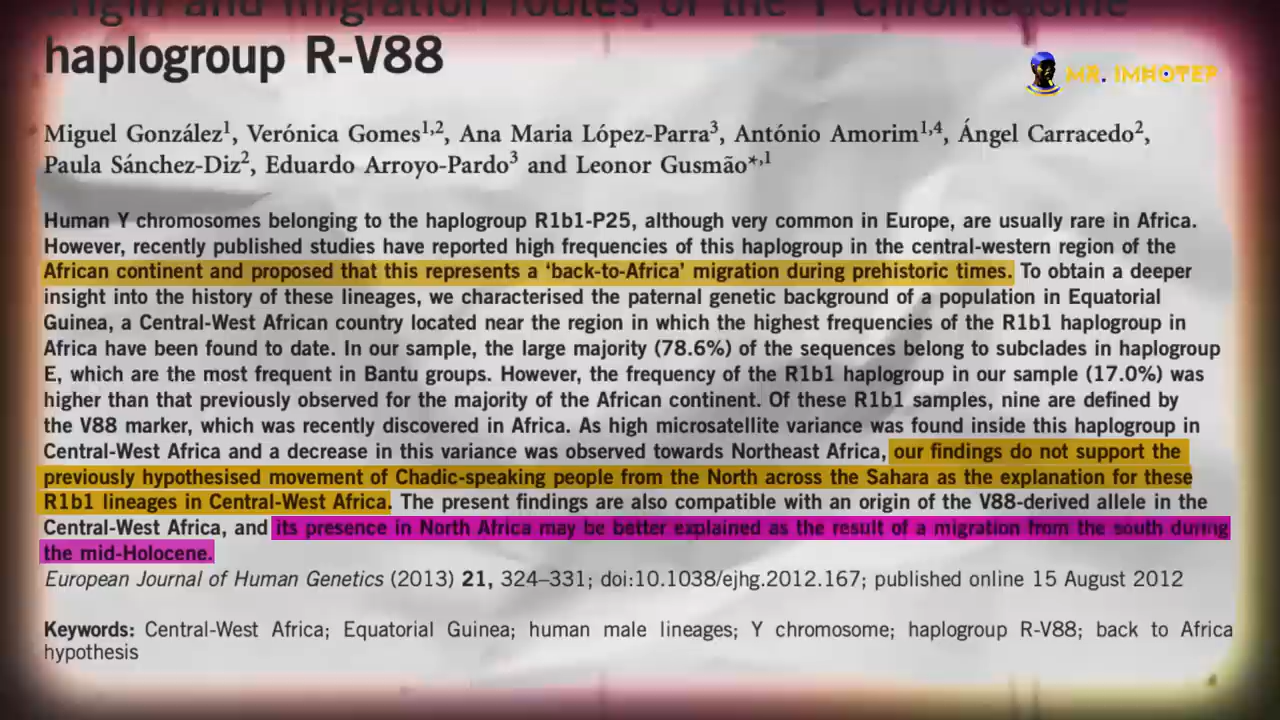 Origin and migration routes of the Y chromosome
haplogroup R-V88
MR. IMHOTEP
Miguel González1, Verónica Gomes1,2, Ana Maria López-Parra3, António Amorim1,4, Ángel Carracedo2,
Paula Sánchez-Diz2, Eduardo Arroyo-Pardo3 and Leonor Gusmão*,1
Human Y chromosomes belonging to the haplogroup R1b1-P25, although very common in Europe, are usually rare in Africa.
However, recently published studies have reported high frequencies of this haplogroup in the central-western region of the
African continent and proposed that this represents a ‘back-to-Africa’ migration during prehistoric times. To obtain a deeper
insight into the history of these lineages, we characterised the paternal genetic background of a population in Equatorial
Guinea, a Central-West African country located near the region in which the highest frequencies of the R1b1 haplogroup in
Africa have been found to date. In our sample, the large majority (78.6%) of the sequences belong to subclades in haplogroup
E, which are the most frequent in Bantu groups. However, the frequency of the R1b1 haplogroup in our sample (17.0%) was
higher than that previously observed for the majority of the African continent. Of these R1b1 samples, nine are defined by
the V88 marker, which was recently discovered in Africa. As high microsatellite variance was found inside this haplogroup in
Central-West Africa and a decrease in this variance was observed towards Northeast Africa, our findings do not support the
previously hypothesised movement of Chadic-speaking people from the North across the Sahara as the explanation for these
R1b1 lineages in Central-West Africa. The present findings are also compatible with an origin of the V88-derived allele in the
Central-West Africa, and its presence in North Africa may be better explained as the result of a migration from the south during
the mid-Holocene.
European Journal of Human Genetics (2013) 21, 324–331; doi:10.1038/ejhg.2012.167; published online 15 August 2012
Keywords: Central-West Africa; Equatorial Guinea; human male lineages; Y chromosome; haplogroup R-V88; back to Africa
hypothesis